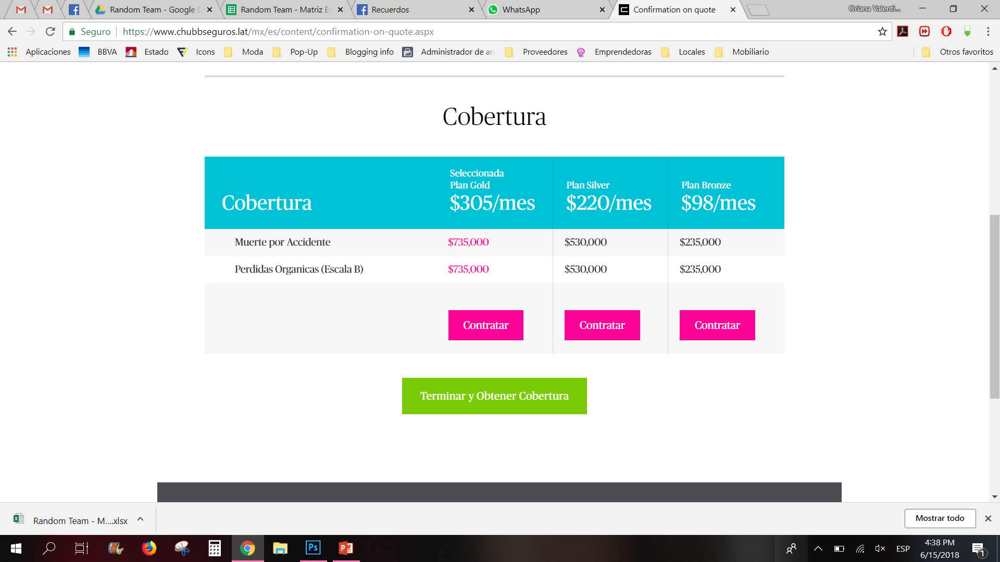 Random Team - Google D
Random Team - Matriz Ev
Recuerdos
WhatsApp
Confirmation on quote
Oriana Valenti...
Seguro
https://www.chubbseguros.lat/mx/es/content/confirmation-on-quote.aspx
Aplicaciones
BBVA
Estado
Icons
Moda
Pop-Up
Blogging info
Administrador de an
Proveedores
Emprendedoras
Locales
Mobiliario
Otros favoritos
Cobertura
Cobertura
Seleccionada
Plan Gold
$305/mes
Plan Silver
$220/mes
Plan Bronze
$98/mes
Muerte por Accidente
$735,000
$530,000
$235,000
Perdidas Organicas (Escala B)
$735,000
$530,000
$235,000
Contratar
Contratar
Contratar
Terminar y Obtener Cobertura
Random Team - M....xlsx
Mostrar todo
Ps
ESP
4:38 PM
6/15/2018
1